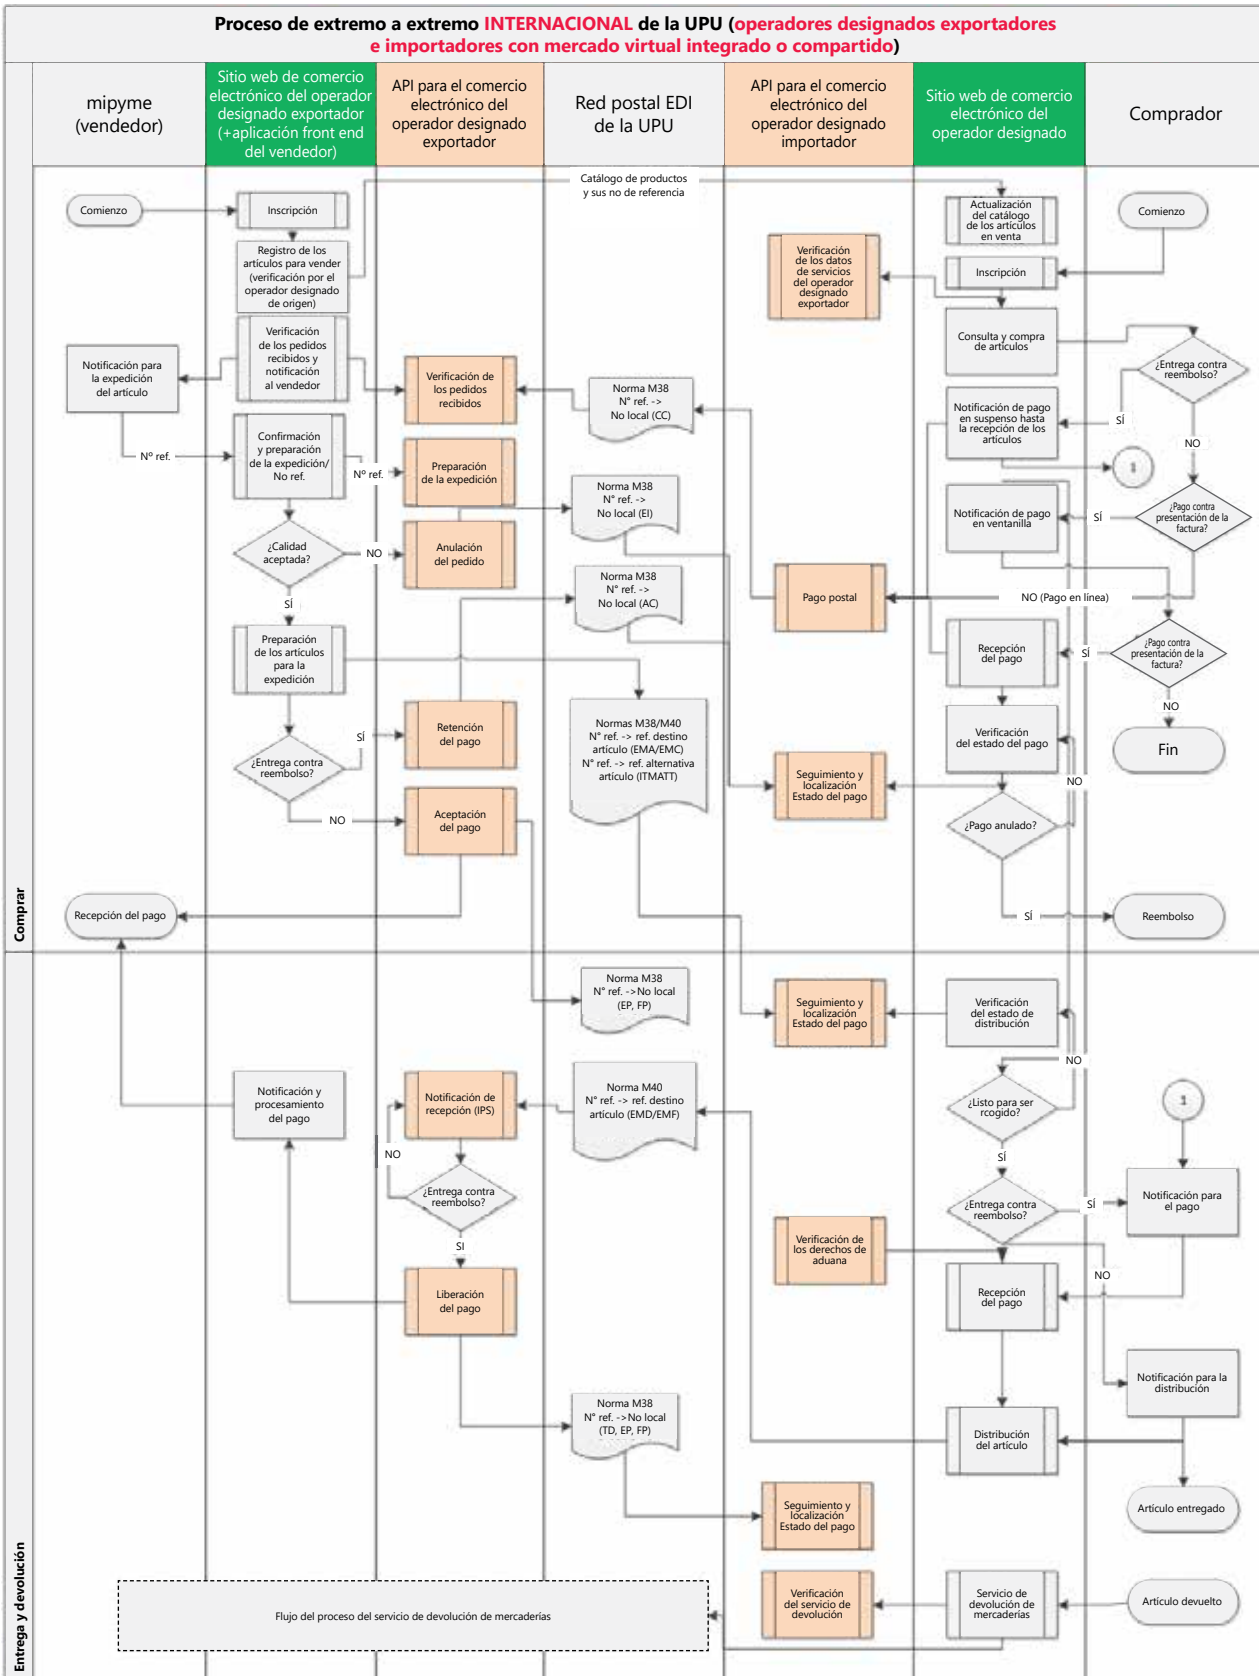 Proceso de extremo a extremo INTERNACIONAL de la UPU (operadores designados exportadores
e importadores con mercado virtual integrado o compartido)
mipyme
(vendedor)
Sitio web de comercio
electrónico del operador
designado exportador
(+aplicación front end
del vendedor)
API para el comercio
electrónico del
operador designado
exportador
Red postal EDI
de la UPU
API para el comercio
electrónico del
operador designado
importador
Sitio web de comercio
electrónico del
operador designado
Comprador
Catálogo de productos
y sus no de referencia
Comienzo
Inscripción
Actualización
del catálogo
de los artículos
en venta
Comienzo
Registro de los
artículos para vender
(verificación por el
operador designado
de origen)
Verificación
de los datos
de servicios
del operador
designado
exportador
Inscripción
Verificación
de los pedidos
recibidos y
notificación
al vendedor
Consulta y compra
de artículos
Notificación para
la expedición
del artículo
Verificación de
los pedidos
recibidos
Norma M38
N° ref. ->
No local (CC)
¿Entrega contra
reembolso?
Notificación de pago
en suspenso hasta
la recepción de los
artículos
SÍ
NO
Nº ref.
Confirmación
y preparación
de la expedición/
No ref.
Nº ref.
Preparación
de la expedición
1
Norma M38
N° ref. ->
No local (EI)
Notificación de pago
en ventanilla
SÍ
¿Pago contra
presentación de la
factura?
¿Calidad
aceptada?
NO
Anulación
del pedido
Norma M38
N° ref. ->
No local (AC)
SÍ
Pago postal
NO (Pago en línea)
Preparación
de los artículos
para la
expedición
Recepción
del pago
SÍ
¿Pago contra
presentación de la
factura?
NO
Retención
del pago
SÍ
Normas M38/M40
N° ref. -> ref. destino
artículo (EMA/EMC)
N° ref. -> ref. alternativa
artículo (ITMATT)
Verificación
del estado del pago
Fin
¿Entrega contra
reembolso?
Seguimiento y
localización
Estado del pago
NO
NO
Aceptación
del pago
¿Pago anulado?
Comprar
Recepción del pago
SÍ
Reembolso
Norma M38
N° ref. ->No local
(EP, FP)
Seguimiento y
localización
Estado del pago
Verificación
del estado de
distribución
NO
Notificación y
procesamiento
del pago
Notificación de
recepción (IPS)
Norma M40
N° ref. -> ref. destino
artículo (EMD/EMF)
¿Listo para ser
rcogido?
1
NO
SÍ
¿Entrega contra
reembolso?
¿Entrega contra
reembolso?
SÍ
Notificación para
el pago
SI
Verificación de
los derechos de
aduana
NO
Liberación
del pago
Recepción
del pago
Notificación para la
distribución
Norma M38
N° ref. ->No local
(TD, EP, FP)
Distribución
del artículo
Seguimiento y
localización
Estado del pago
Artículo entregado
Entrega y devolución
Flujo del proceso del servicio de devolución de mercaderías
Verificación
del servicio de
devolución
Servicio de
devolución de
mercaderías
Artículo devuelto